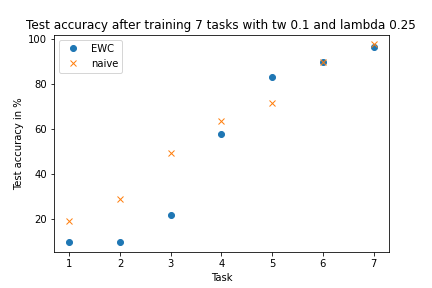 Test accuracy after training 7 tasks with tw 0.1 and lambda 0.25
EWC
naive
100
80
60
40
20
Test accuracy in %
1 2 3 4 5 6 7
Task